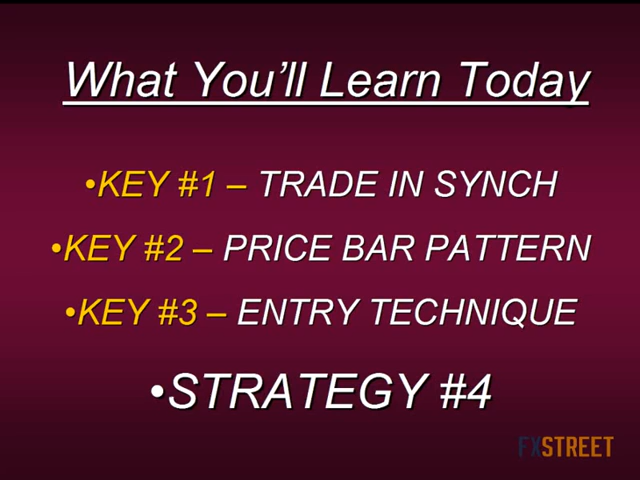 What You'll Learn Today
•KEY #1 – TRADE IN SYNCH
•KEY #2 – PRICE BAR PATTERN
•KEY #3 – ENTRY TECHNIQUE
•STRATEGY #4
FXSTREET